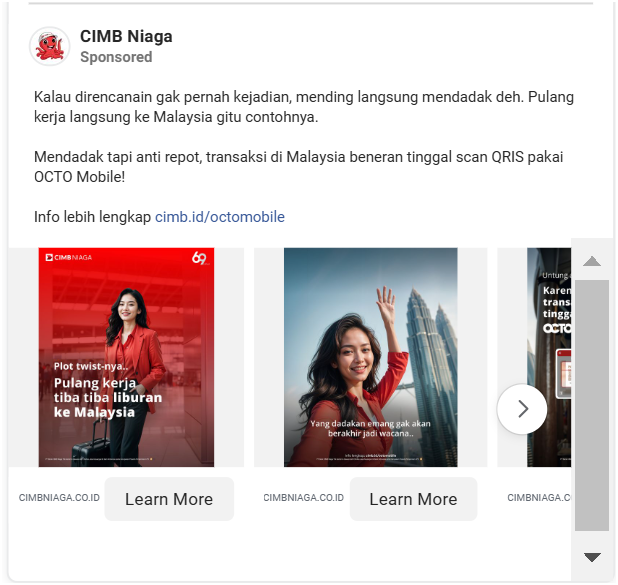 CIMB Niaga
Sponsored
Kalau direncanain gak pernah kejadian, mending langsung mendadak deh. Pulang
kerja langsung ke Malaysia gitu contohnya.
Mendadak tapi anti repot, transaksi di Malaysia beneran tinggal scan QRIS pakai
OCTO Mobile!
Info lebih lengkap cimb.id/octomobile
CIMB NIAGA
69
Plot twist-nya..
Pulang kerja
tiba tiba liburan
ke Malaysia
Yang dadakan emang gak akan
berakhir jadi wacana..
Untung
Karen
transa
tingga
OCTO
CIMBNIAGA.CO.ID
Learn More
CIMBNIAGA.CO.ID
Learn More
CIMBNIAGA.C